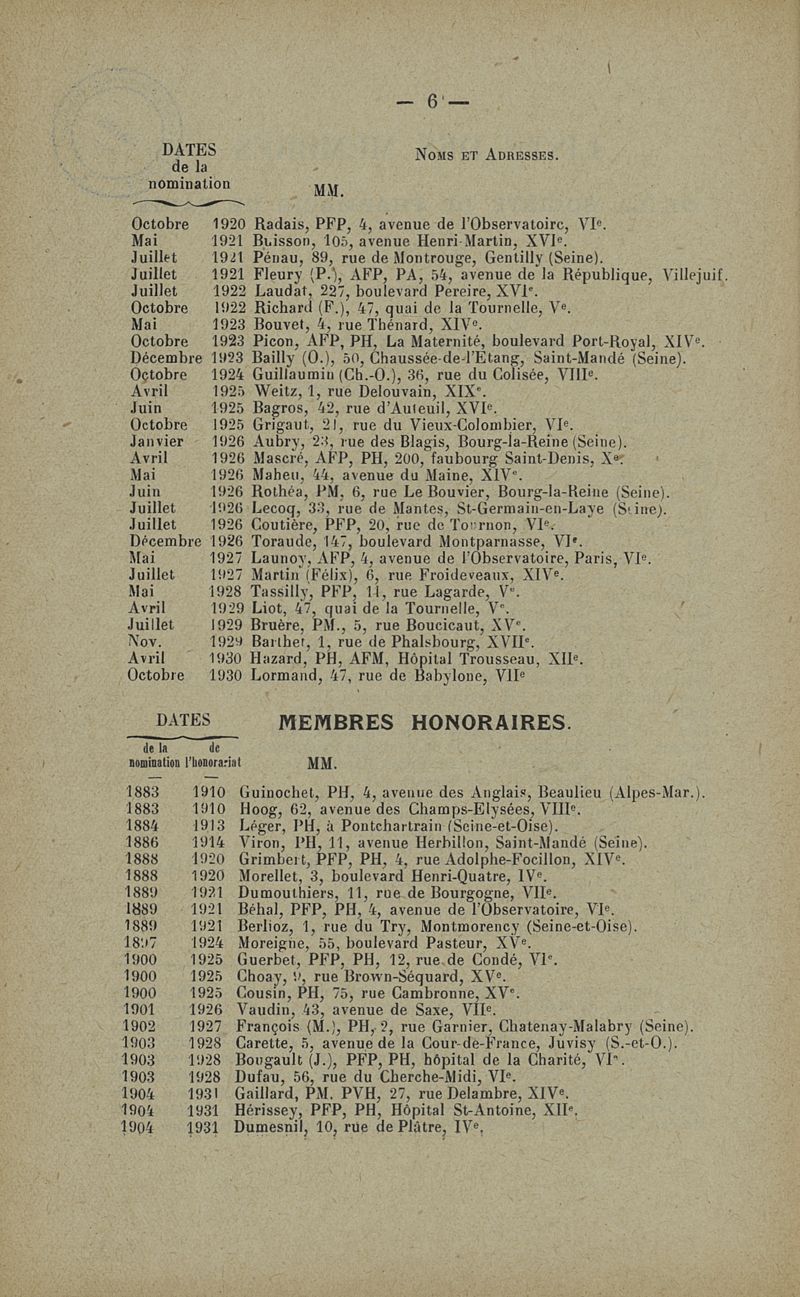 — 6 —
DATES
de la
nomination
NOMS ET ADRESSES.
MM.
Octobre 1920 Radais, PFP, 4, avenue de l'Observatoire, VIe.
Mai 1921 Buisson, 105, avenue Henri-Martin, XVIe.
Juillet 1921 Pénau, 89, rue de Montrouge, Gentilly (Seine).
Juillet 1921 Fleury (P.), AFP, PA, 54, avenue de la République, Villejuif.
Juillet 1922 Laudat, 227, boulevard Pereire, XVIe.
Octobre 1922 Richard (F.), 47, quai de la Tournelle, Ve.
Mai 1923 Bouvet, 4, rue Thénard, XIVe.
Octobre 1923 Picon, AFP, PH, La Maternité, boulevard Port-Royal, XIVe.
Décembre 1923 Bailly (O.), 50, Chaussée-de-l'Etang, Saint-Mandé (Seine).
Octobre 1924 Guillaumin (Ch.-O.), 36, rue du Colisée, VIIIe.
Avril 1925 Weitz, 1, rue Delouvain, XIXe.
Juin 1925 Bagros, 42, rue d'Auteuil, XVIe.
Octobre 1925 Grigaut, 21, rue du Vieux-Colombier, VIe.
Janvier 1926 Aubry, 23, rue des Blagis, Bourg-la-Reine (Seine).
Avril 1926 Mascré, AFP, PH, 200, faubourg Saint-Denis, Xe.
Mai 1926 Maheu, 44, avenue du Maine, XIVe.
Juin 1926 Rothéa, PM, 6, rue Le Bouvier, Bourg-la-Reine (Seine).
Juillet 1926 Lecoq, 33, rue de Mantes, St-Germain-en-Laye (Seine).
Juillet 1926 Coutière, PFP, 20, rue de Tournon, VIe.
Décembre 1926 Toraude, 147, boulevard Montparnasse, VIe.
Mai 1927 Launoy, AFP, 4, avenue de l'Observatoire, Paris, VIe.
Juillet 1927 Martin (Félix), 6, rue Froideveaux, XIVe.
Mai 1928 Tassilly, PFP, 11, rue Lagarde, Ve.
Avril 1929 Liot, 47, quai de la Tournelle, Ve.
Juillet 1929 Bruère, PM., 5, rue Boucicaut, XVe.
Nov. 1929 Barthet, 1, rue de Phalsbourg, XVIIe.
Avril 1930 Hazard, PH, AFM, Hôpital Trousseau, XIIe.
Octobre 1930 Lormand, 47, rue de Babylone, VIIe
DATES
MEMBRES HONORAIRES.
de la de
nomination l'honorariat MM.
1883 1910 Guinochet, PH, 4, avenue des Anglais, Beaulieu (Alpes-Mar.).
1883 1910 Hoog, 62, avenue des Champs-Elysées, VIIIe.
1884 1913 Léger, PH, à Pontchartrain (Seine-et-Oise).
1886 1914 Viron, PH, 11, avenue Herbillon, Saint-Mandé (Seine).
1888 1920 Grimbert, PFP, PH, 4, rue Adolphe-Focillon, XIVe.
1888 1920 Morellet, 3, boulevard Henri-Quatre, IVe.
1889 1921 Dumouthiers, 11, rue de Bourgogne, VIIe.
1889 1921 Béhal, PFP, PH, 4, avenue de l'Observatoire, VIe.
1889 1921 Berlioz, 1, rue du Try, Montmorency (Seine-et-Oise).
1897 1924 Moreigne, 55, boulevard Pasteur, XVe.
1900 1925 Guerbet, PFP, PH, 12, rue de Condé, VIe.
1900 1925 Choay, 9, rue Brown-Séquard, XVe.
1900 1925 Cousin, PH, 75, rue Cambronne, XVe.
1901 1926 Vaudin, 43, avenue de Saxe, VIIe.
1902 1927 François (M.), PH, 2, rue Garnier, Chatenay-Malabry (Seine).
1903 1928 Carette, 5, avenue de la Cour-de-France, Juvisy (S.-et-O.).
1903 1928 Bougault (J.), PFP, PH, hôpital de la Charité, VIe.
1903 1928 Dufau, 56, rue du Cherche-Midi, VIe.
1904 1931 Gaillard, PM. PVH, 27, rue Delambre, XIVe.
1904 1931 Hérissey, PFP, PH, Hôpital St-Antoine, XIIe.
1904 1931 Dumesnil, 10, rue de Plâtre, IVe.